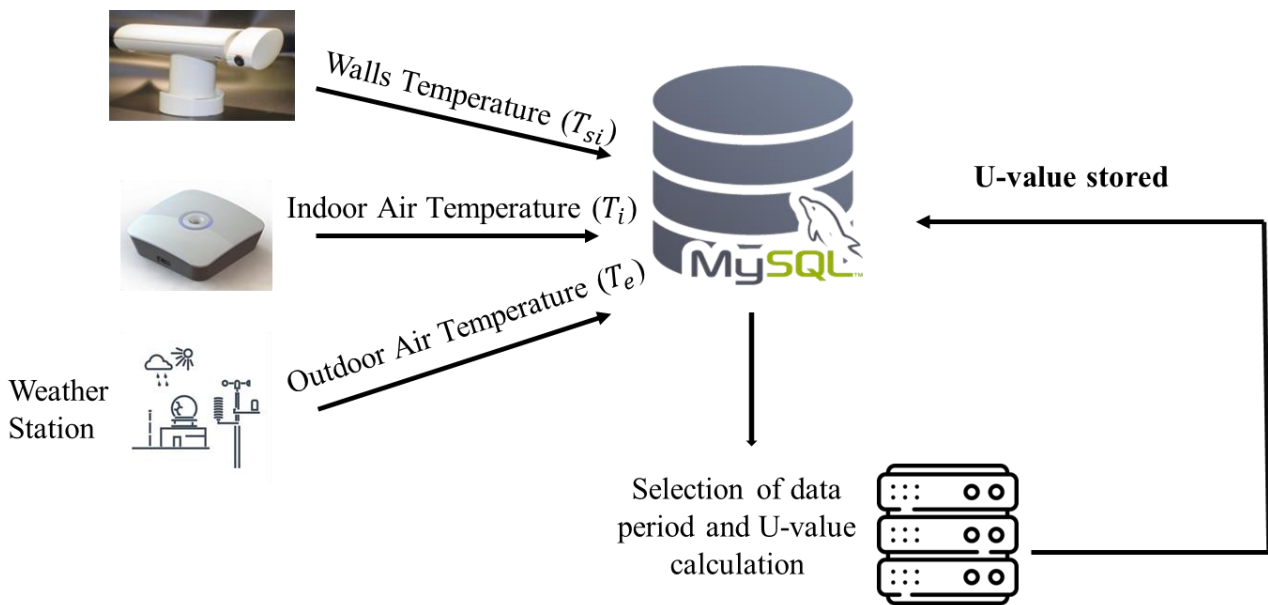 Walls Temperature (T_si)
Indoor Air Temperature (T_i)
Outdoor Air Temperature (T_e)
Weather
Station
MySQL™
U-value stored
Selection of data
period and U-value
calculation